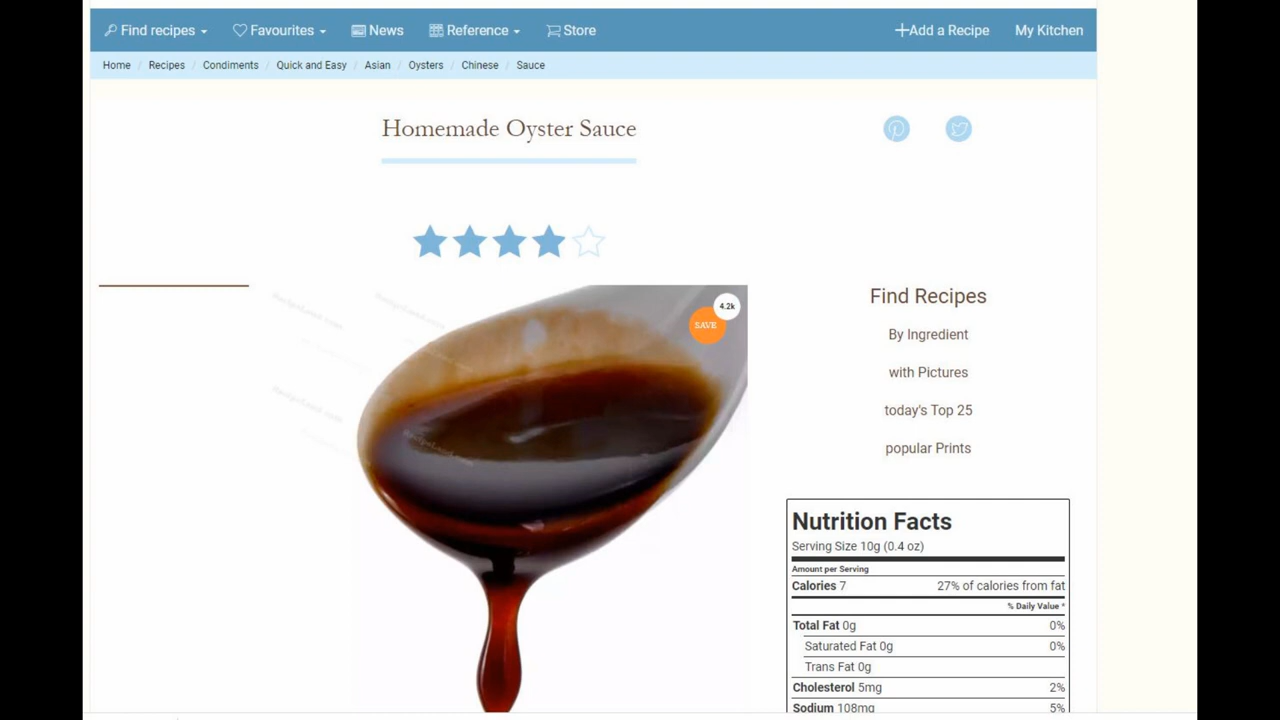 Find recipes Favourites News Reference Store +Add a Recipe My Kitchen
Home / Recipes / Condiments / Quick and Easy / Asian / Oysters / Chinese / Sauce
Homemade Oyster Sauce
4.2k
SAVE
Find Recipes
By Ingredient
with Pictures
today's Top 25
popular Prints
Nutrition Facts
Serving Size 10g (0.4 oz)
Amount per Serving
Calories 7 27% of calories from fat
% Daily Value *
Total Fat 0g 0%
Saturated Fat 0g 0%
Trans Fat 0g
Cholesterol 5mg 2%
Sodium 108mg 5%